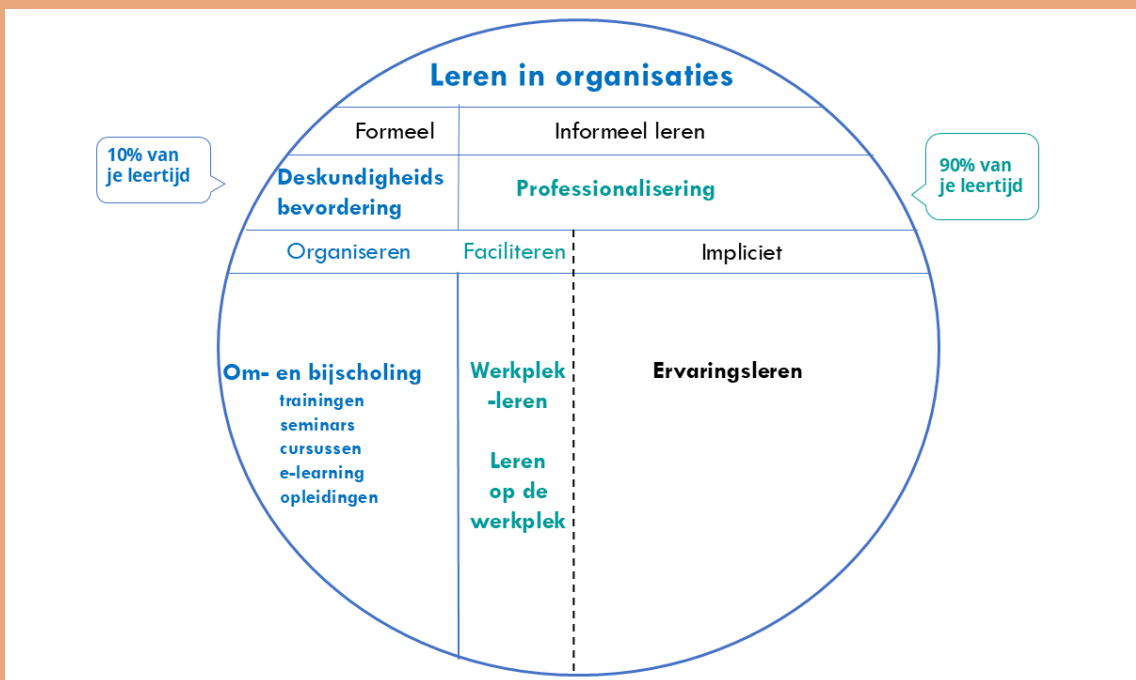 Leren in organisaties
Formeel
Informeel leren
10% van
je leertijd
90% van
je leertijd
Deskundigheids
bevordering
Professionalisering
Organiseren
Faciliteren
Impliciet
Om- en bijscholing
trainingen
seminars
cursussen
e-learning
opleidingen
Werkplek
-leren
Leren
op de
werkplek
Ervaringsleren